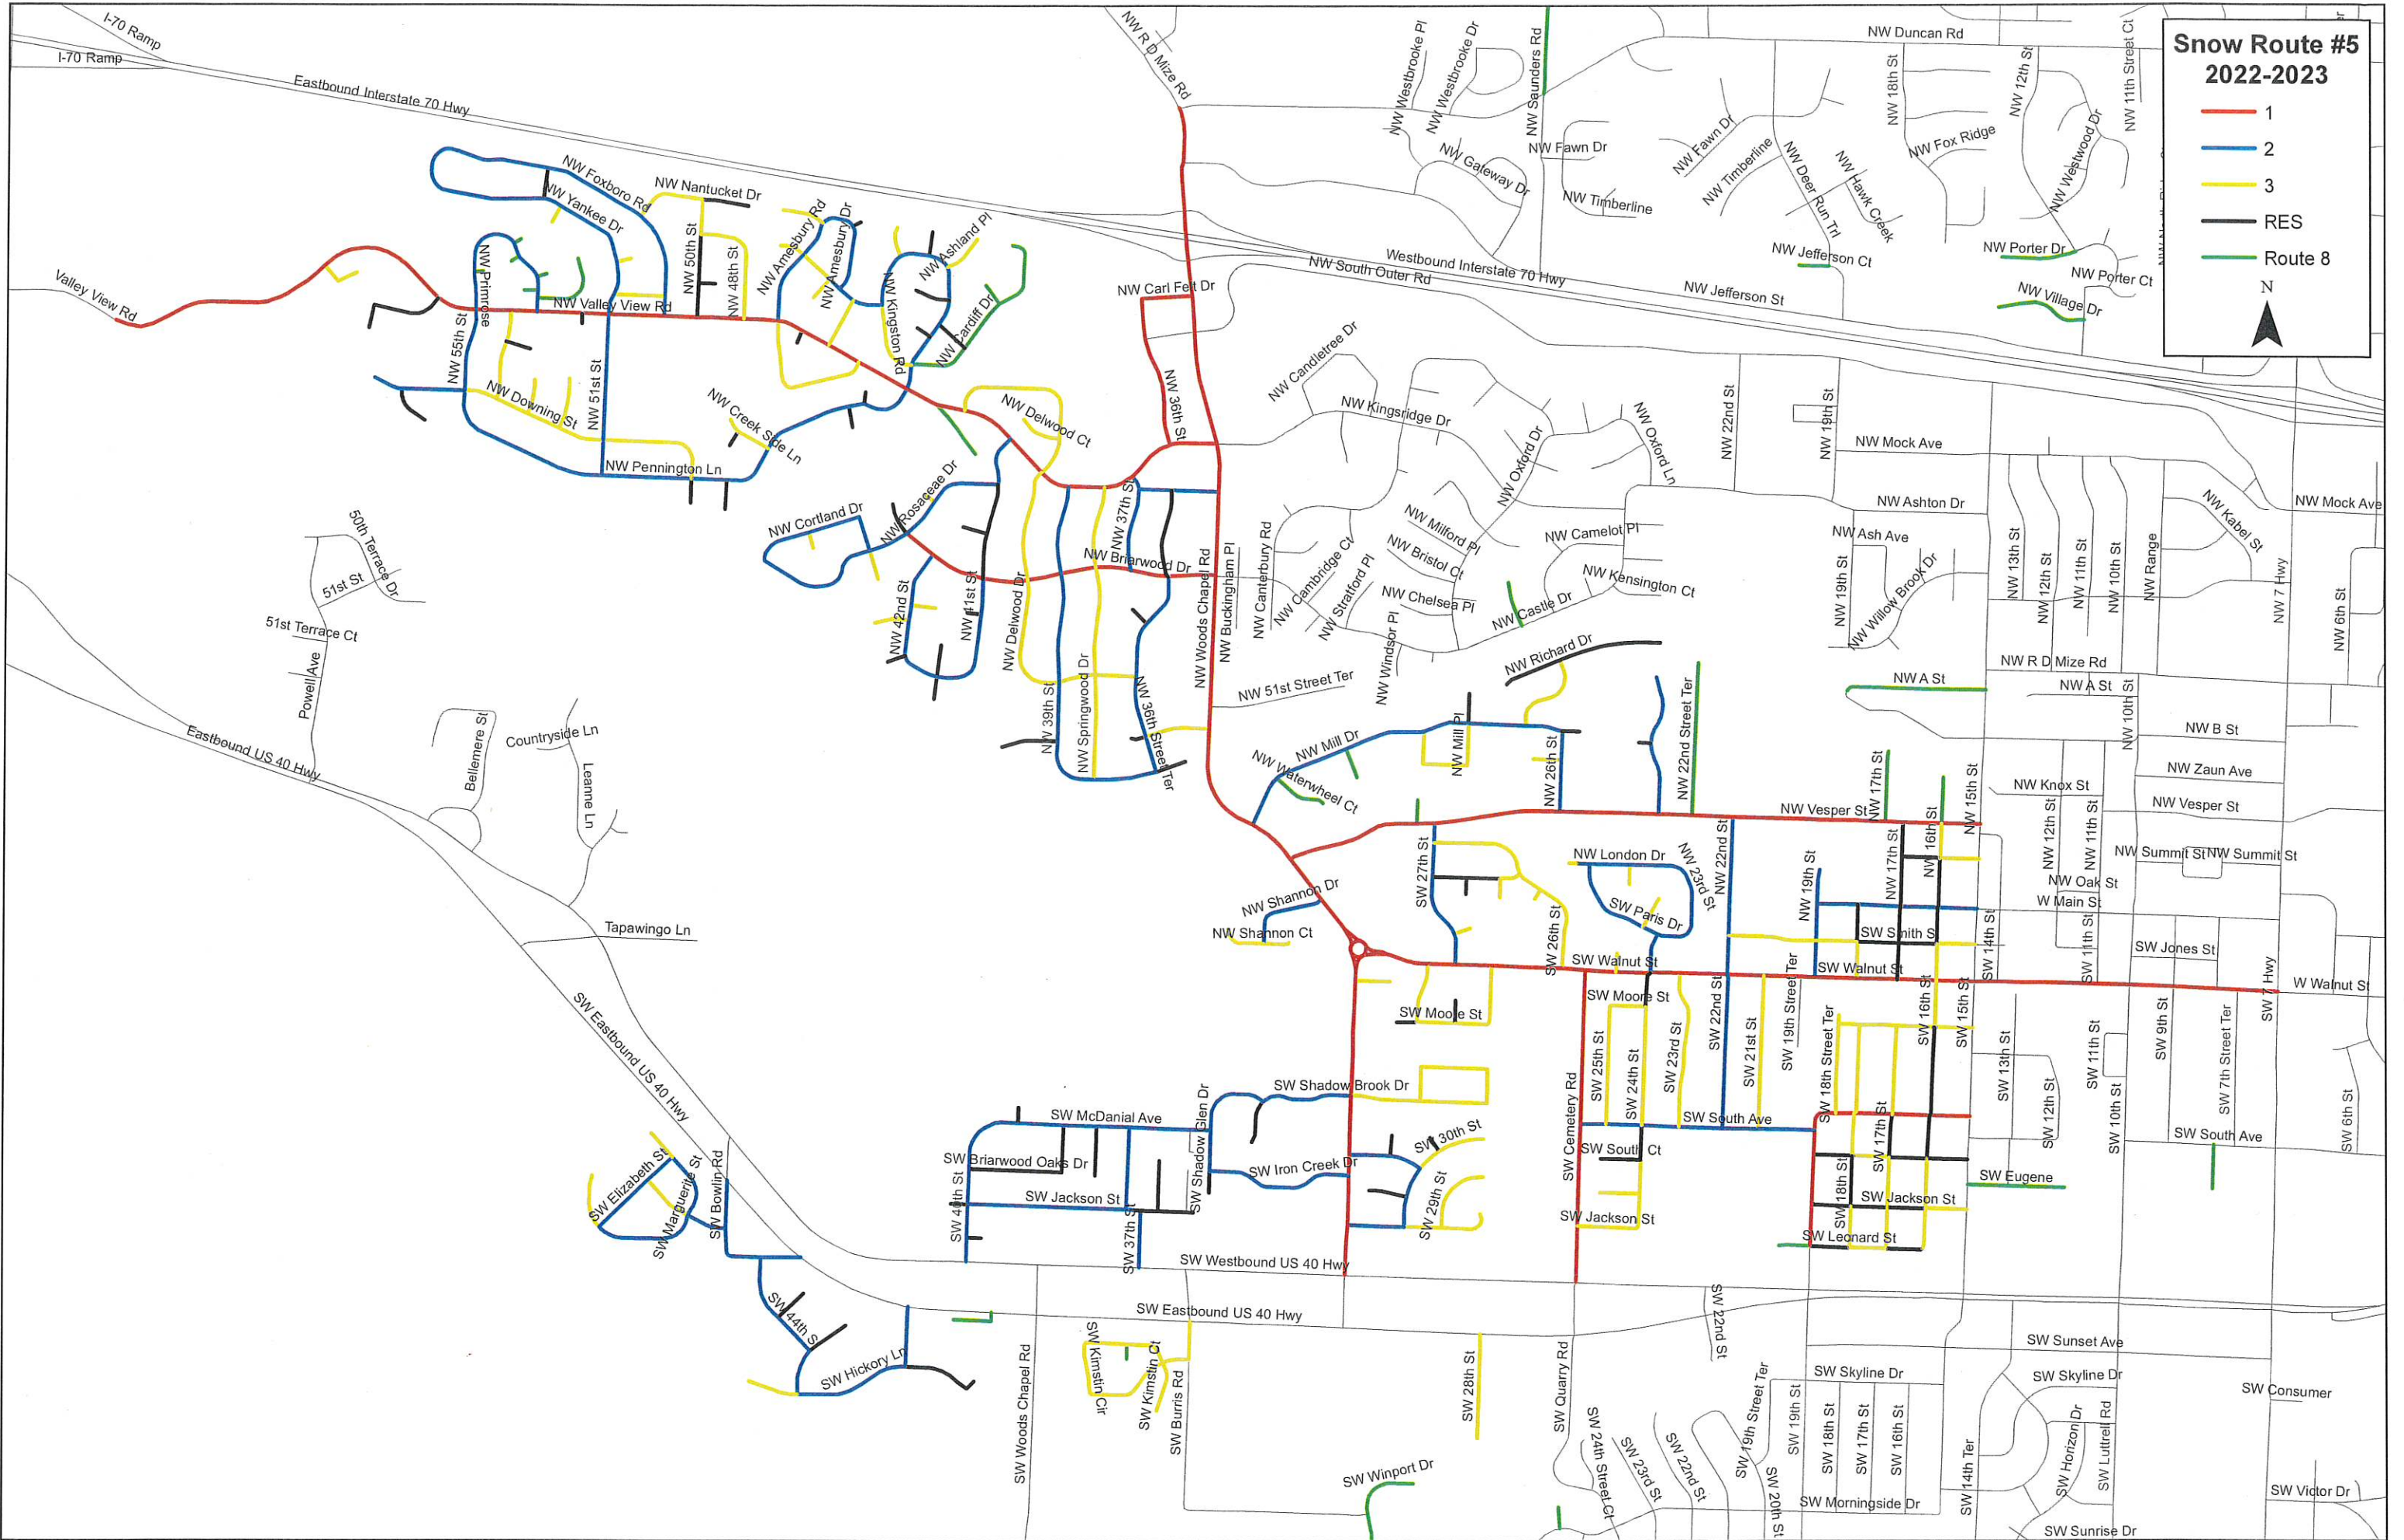 Snow Route #5
2022-2023
1
2
3
RES
Route 8
N
I-70 Ramp
I-70 Ramp
Eastbound Interstate 70 Hwy
NW R D Mize Rd
NW Westbrooke Pl
NW Westbrooke Dr
NW Saunders Rd
NW Duncan Rd
NW 18th St
NW 12th St
NW 11th Street Ct
NW Fawn Dr
NW Fawn Dr
NW Gateway Dr
NW Timberline
NW Timberline
NW Deer Run Trl
NW Hawk Creek
NW Fox Ridge
NW Westwood Dr
NW Jefferson Ct
NW Porter Dr
NW Porter Ct
NW Village Dr
NW Jefferson St
Westbound Interstate 70 Hwy
NW South Outer Rd
NW Foxboro Rd
NW Yankee Dr
NW Nantucket Dr
NW 50th St
NW 48th St
NW Amesbury Rd
NW Amesbury Dr
NW Ashland Pl
NW Kingston Rd
NW Cardiff Dr
NW Primrose
NW Valley View Rd
Valley View Rd
NW 55th St
NW 51st St
NW Downing St
NW Pennington Ln
NW Creek Side Ln
NW Carl Felt Dr
NW 36th St
NW Delwood Ct
NW Candletree Dr
NW Kingsridge Dr
NW Oxford Dr
NW Oxford Ln
NW 22nd St
NW 19th St
NW Mock Ave
NW Mock Ave
NW Ashton Dr
NW Ash Ave
NW Kabel St
NW Rosaceae Dr
NW Cortland Dr
NW 37th St
NW Briarwood Dr
NW 42nd St
NW 41st St
NW Delwood Dr
NW 39th St
NW Springwood Dr
NW 36th Street Ter
NW Woods Chapel Rd
NW Buckingham Pl
NW Canterbury Rd
NW Cambridge Ct
NW Stratford Pl
NW Milford Pl
NW Bristol Ct
NW Chelsea Pl
NW Camelot Pl
NW Kensington Ct
NW Castle Dr
NW Windsor Pl
NW 19th St
NW Willow Brook Dr
NW 13th St
NW 12th St
NW 11th St
NW 10th St
NW Range
NW 7 Hwy
NW 6th St
50th Terrace Dr
51st St
51st Terrace Ct
Powell Ave
Eastbound US 40 Hwy
Bellemere St
Countryside Ln
Leanne Ln
Tapawingo Ln
NW 51st Street Ter
NW Richard Dr
NW R D Mize Rd
NW A St
NW A St
NW 10th St
NW B St
NW Mill Dr
NW Mill Pl
NW Waterwheel Ct
NW 26th St
NW 22nd Street Ter
NW 17th St
NW Vesper St
NW 16th St
NW 15th St
NW Knox St
NW Zaun Ave
NW Vesper St
NW 12th St
NW 11th St
NW Summit St
NW Summit St
NW Oak St
W Main St
NW Shannon Dr
NW Shannon Ct
SW 27th St
NW London Dr
NW 23rd St
NW 22nd St
SW Paris Dr
NW 19th St
NW 17th St
SW 26th St
SW Smith S
SW 14th St
SW 11th St
SW Jones St
SW Walnut St
SW Walnut St
W Walnut St
SW 7 Hwy
SW Moore St
SW Moore St
SW 25th St
SW 24th St
SW 23rd St
SW 22nd St
SW 21st St
SW 19th Street Ter
SW 18th Street Ter
SW 16th St
SW 15th St
SW 13th St
SW 12th St
SW 11th St
SW 10th St
SW 9th St
SW 7th Street Ter
SW 6th St
SW Eastbound US 40 Hwy
SW Shadow Brook Dr
SW McDanial Ave
SW Shadow Glen Dr
SW Briarwood Oaks Dr
SW Iron Creek Dr
SW 30th St
SW 29th St
SW Cemetery Rd
SW South Ave
SW South Ct
SW 17th St
SW South Ave
SW Eugene
SW Jackson St
SW Jackson St
SW Jackson St
SW 18th St
SW Leonard St
SW 40th St
SW 37th St
SW Elizabeth St
SW Marguerite St
SW Bowlin Rd
SW Westbound US 40 Hwy
SW Eastbound US 40 Hwy
SW 44th S
SW Hickory Ln
SW Woods Chapel Rd
SW Kimstin Cir
SW Kimstin Ct
SW Burris Rd
SW 28th St
SW Quarry Rd
SW Winport Dr
SW 22nd St
SW 24th Street Ct
SW 23rd St
SW 22nd St
SW 19th Street Ter
SW 20th St
SW 19th St
SW Skyline Dr
SW 18th St
SW 17th St
SW 16th St
SW Morningside Dr
SW 14th Ter
SW Sunset Ave
SW Skyline Dr
SW Horizon Dr
SW Luttrell Rd
SW Consumer
SW Victor Dr
SW Sunrise Dr